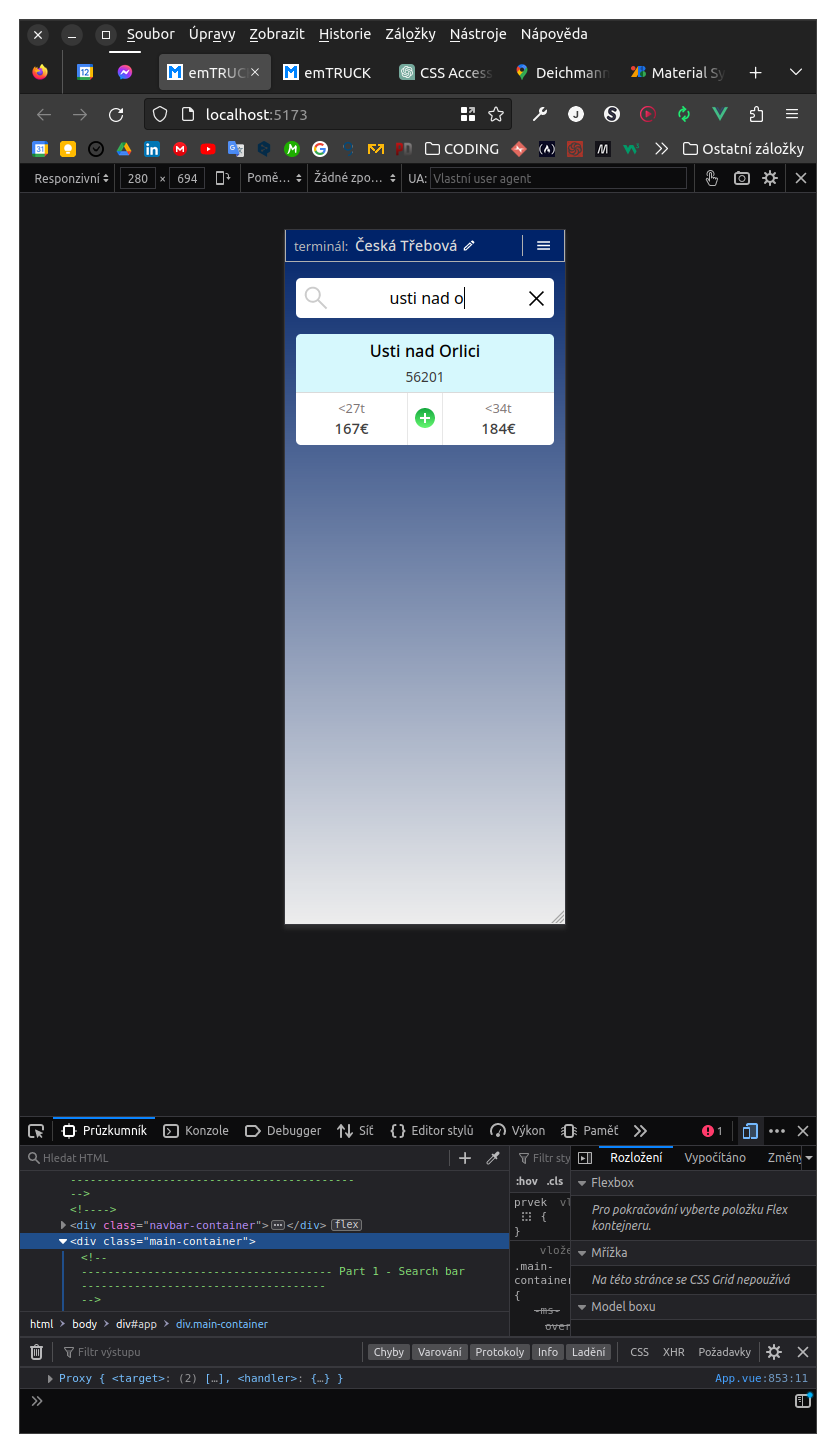 Soubor Úpravy Zobrazit Historie Záložky Nástroje Nápověda
12 emTRUC emTRUCK CSS Access Deichmann Material Sy
localhost:5173
31 CODING Ostatní záložky
Responzivní 280 × 694 Pomě… Žádné zpo… UA: Vlastní user agent
terminál: Česká Třebová
usti nad o
Usti nad Orlici
56201
<27t <34t
167€ 184€
Průzkumník Konzole Debugger Síť Editor stylů Výkon Paměť 1
Hledat HTML Filtr sty Rozložení Vypočítáno Změny
------------------------------------------- :hov .cls Flexbox
-->
<!---->
prvek Pro pokračování vyberte položku Flex
kontejneru.
<div class="navbar-container"></div> flex {
}
<div class="main-container"> vlože Mřížka
<!--
-------------------------------------- Part 1 - Search bar .main-
container Na této stránce se CSS Grid nepoužívá
-------------------------------------
--> { Model boxu
-ms-
over
html > body > div#app > div.main-container
Filtr výstupu Chyby Varování Protokoly Info Ladění CSS XHR Požadavky
Proxy { <target>: (2) […], <handler>: {…} } App.vue:853:11